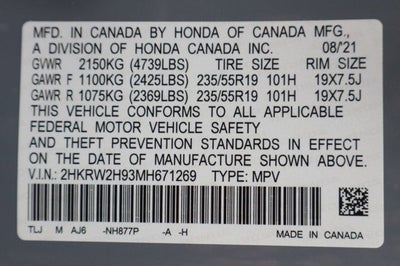 MFD. IN CANADA BY HONDA OF CANADA MFG.,
A DIVISION OF HONDA CANADA INC. 08/21
GVWR 2150KG (4739LBS) TIRE SIZE RIM SIZE
GAWR F 1100KG (2425LBS) 235/55R19 101H 19X7.5J
GAWR R 1075KG (2369LBS) 235/55R19 101H 19X7.5J
THIS VEHICLE CONFORMS TO ALL APPLICABLE
FEDERAL MOTOR VEHICLE SAFETY
AND THEFT PREVENTION STANDARDS IN EFFECT
ON THE DATE OF MANUFACTURE SHOWN ABOVE.
V.I.N.: 2HKRW2H93MH671269 TYPE: MPV
TLJ M AJ6 -NH877P -A -H MADE IN CANADA